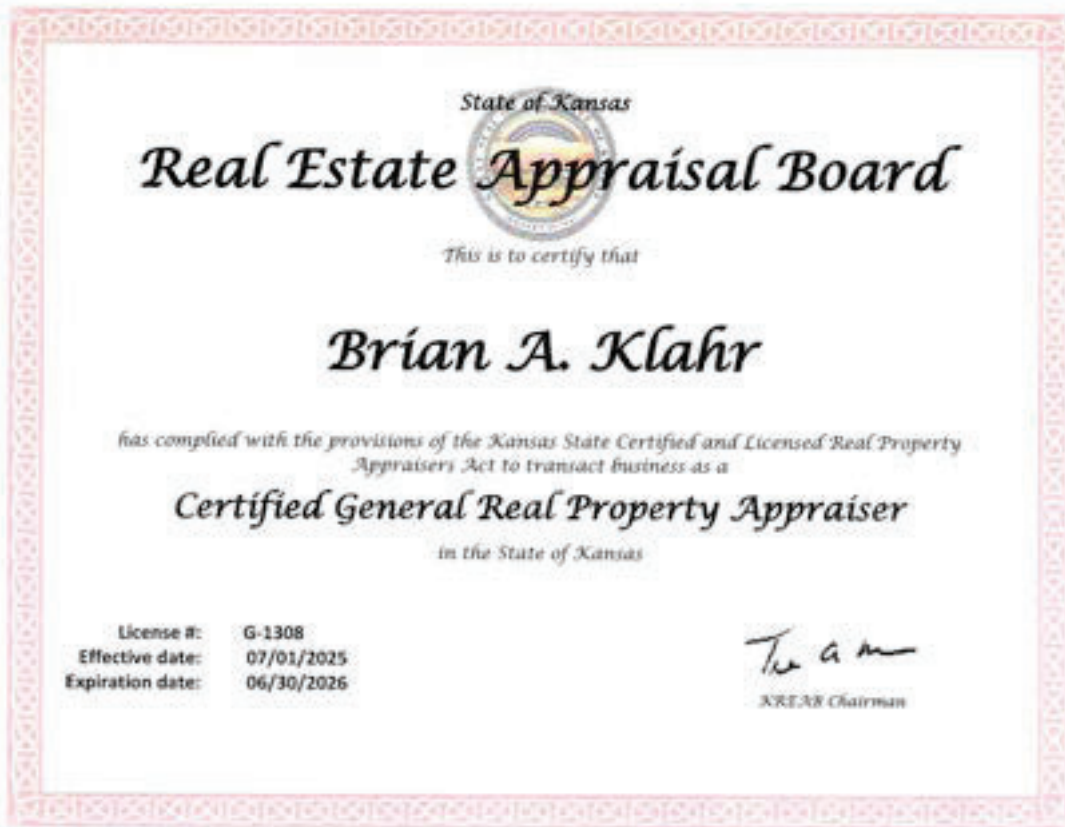 State of Kansas
Real Estate Appraisal Board
This is to certify that
Brian A. Klahr
has complied with the provisions of the Kansas State Certified and Licensed Real Property
Appraisers Act to transact business as a
Certified General Real Property Appraiser
in the State of Kansas
License #: G-1308
Effective date: 07/01/2025
Expiration date: 06/30/2026
KREAB Chairman